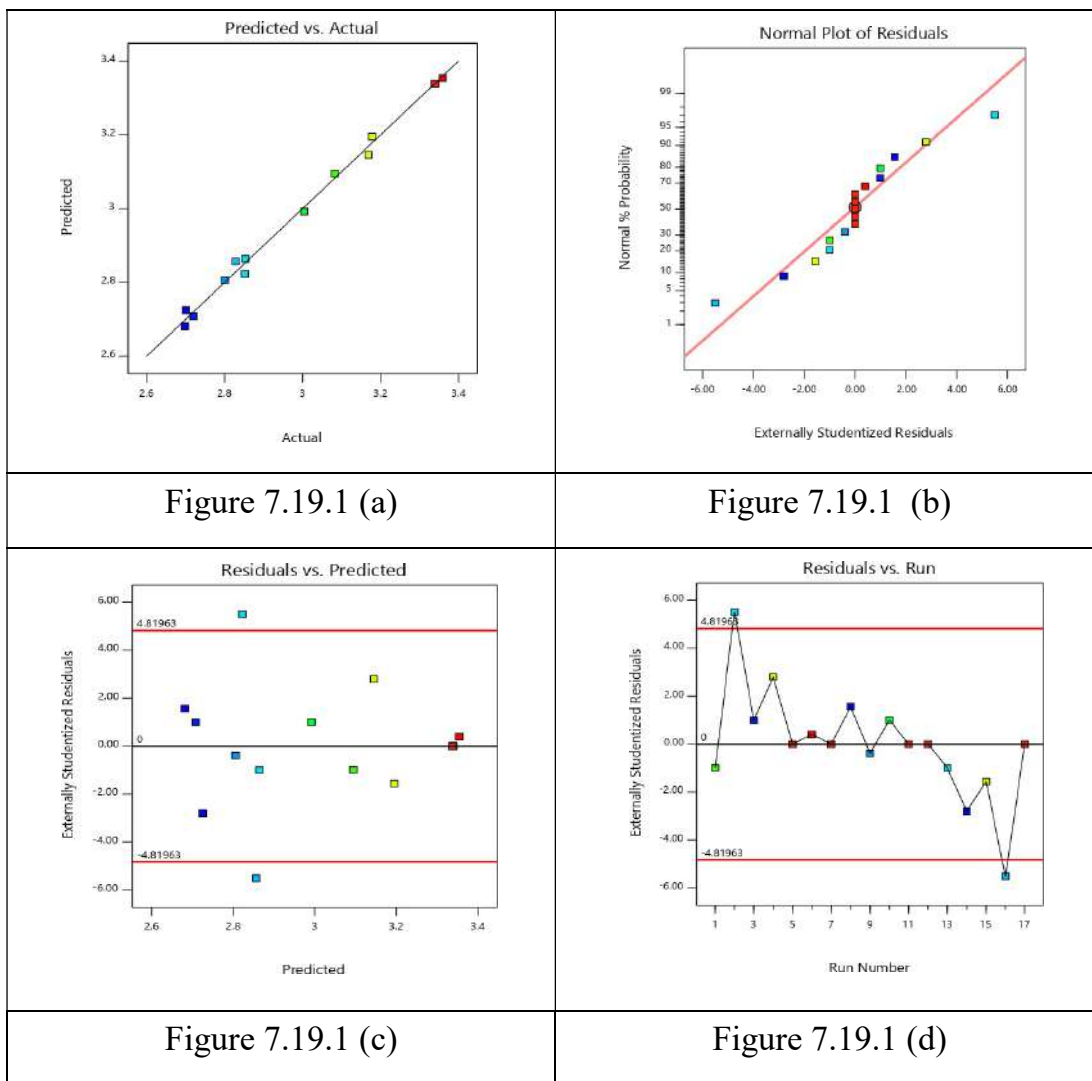 Predicted vs. Actual
3.4
3.2
3
2.8
2.6
Predicted
2.6 2.8 3 3.2 3.4
Actual
Normal Plot of Residuals
99
95
90
80
70
50
30
20
10
5
1
Normal % Probability
-6.00 -4.00 -2.00 0.00 2.00 4.00 6.00
Externally Studentized Residuals
Figure 7.19.1 (a)
Figure 7.19.1 (b)
Residuals vs. Predicted
6.00
4.81963
4.00
2.00
0.00
0
-2.00
-4.00
-4.81963
-6.00
Externally Studentized Residuals
2.6 2.8 3 3.2 3.4
Predicted
Residuals vs. Run
6.00
4.81963
4.00
2.00
0.00
0
-2.00
-4.00
-4.81963
-6.00
Externally Studentized Residuals
1 3 5 7 9 11 13 15 17
Run Number
Figure 7.19.1 (c)
Figure 7.19.1 (d)